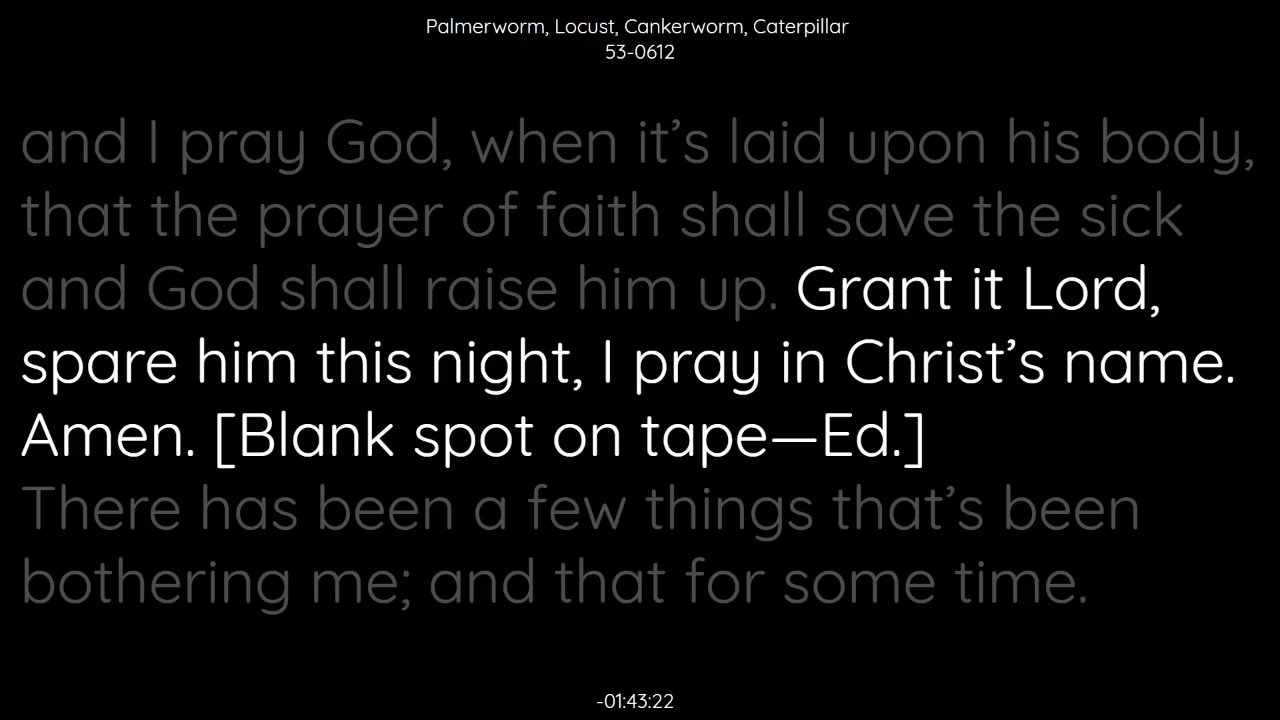 Palmerworm, Locust, Cankerworm, Caterpillar
53-0612
and I pray God, when it’s laid upon his body,
that the prayer of faith shall save the sick
and God shall raise him up. Grant it Lord,
spare him this night, I pray in Christ’s name.
Amen. [Blank spot on tape—Ed.]
There has been a few things that’s been
bothering me; and that for some time.
-01:43:22